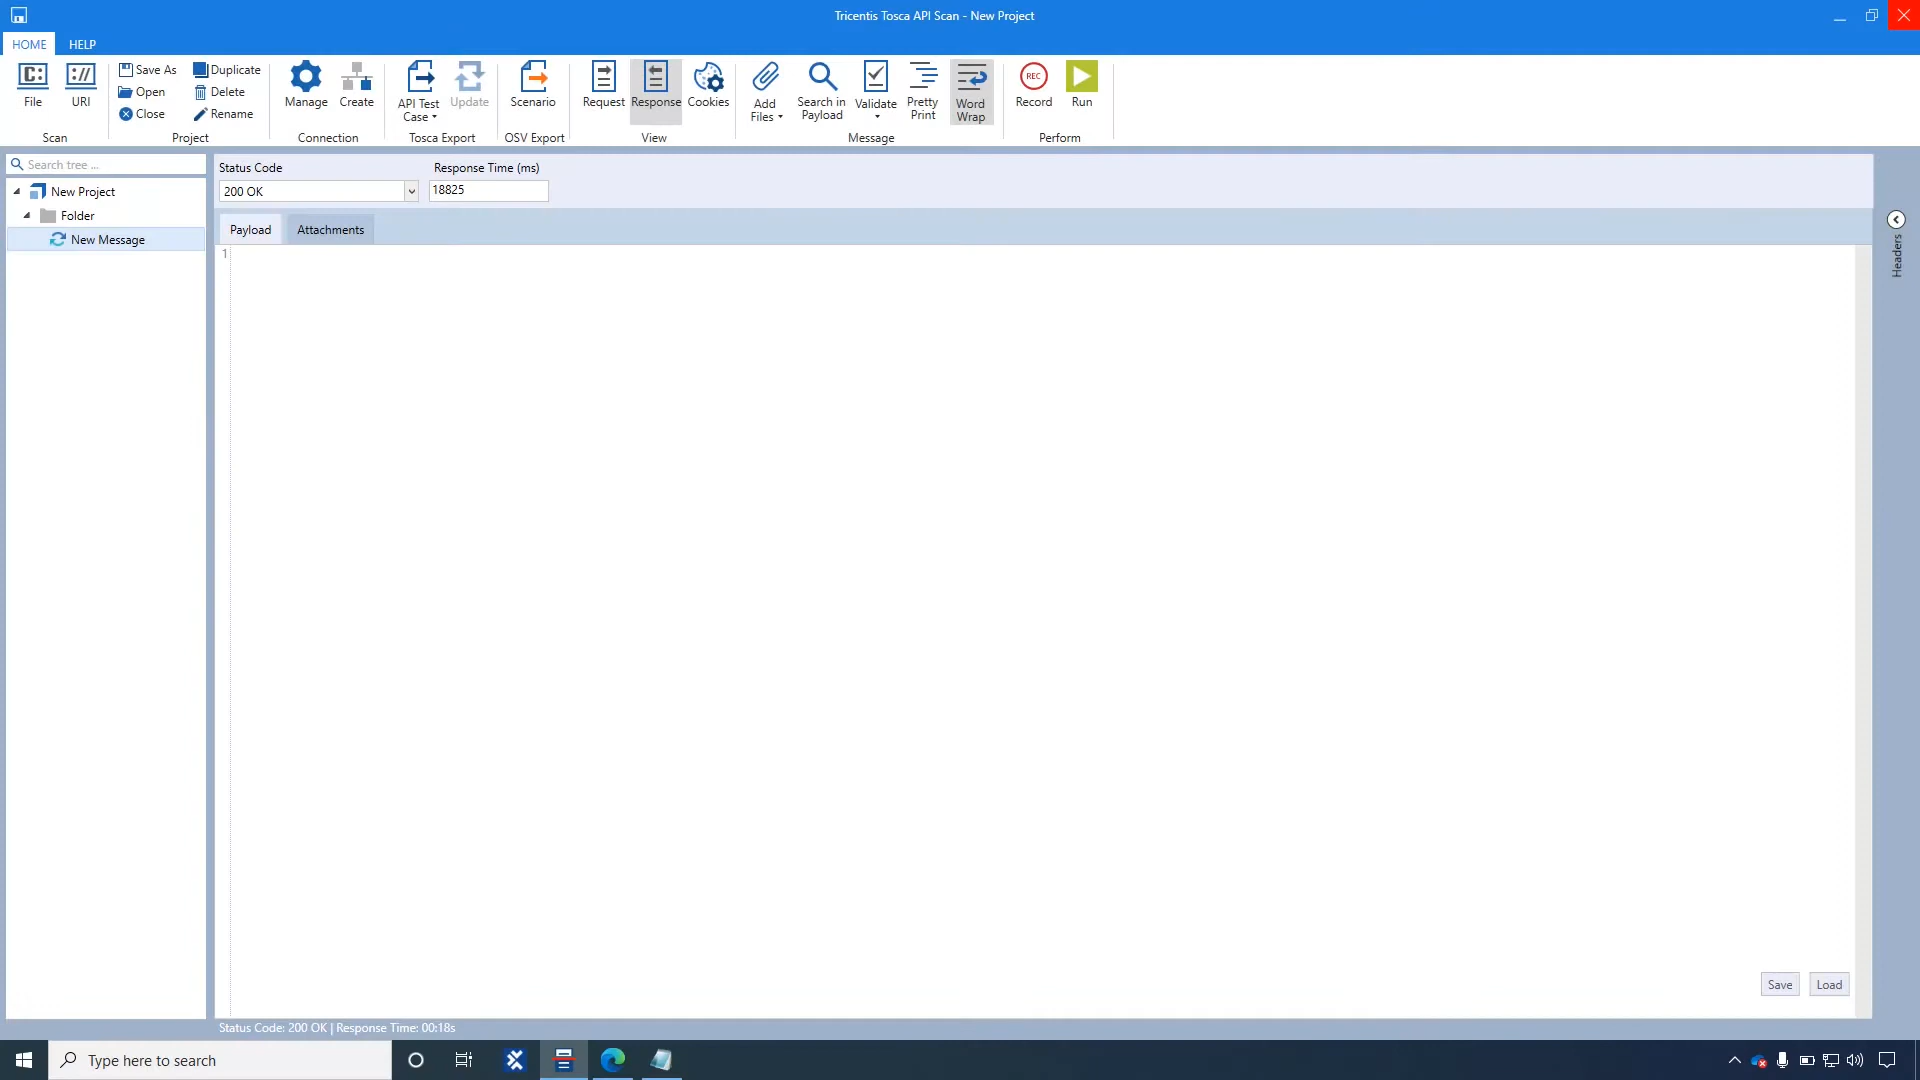 Tricentis Tosca API Scan - New Project
HOME HELP
C: :// Save As Duplicate
Open Delete
File URI Close Rename
Manage Create API Test Case Update Scenario
Request Response Cookies
Add Files Search in Payload Validate Pretty Print Word Wrap
REC Record Run
Scan Project Connection Tosca Export OSV Export View Message Perform
Search tree ...
New Project
Folder
New Message
Status Code Response Time (ms)
200 OK 18825
Payload Attachments
1
Headers
Save Load
Status Code: 200 OK | Response Time: 00:18s
Type here to search